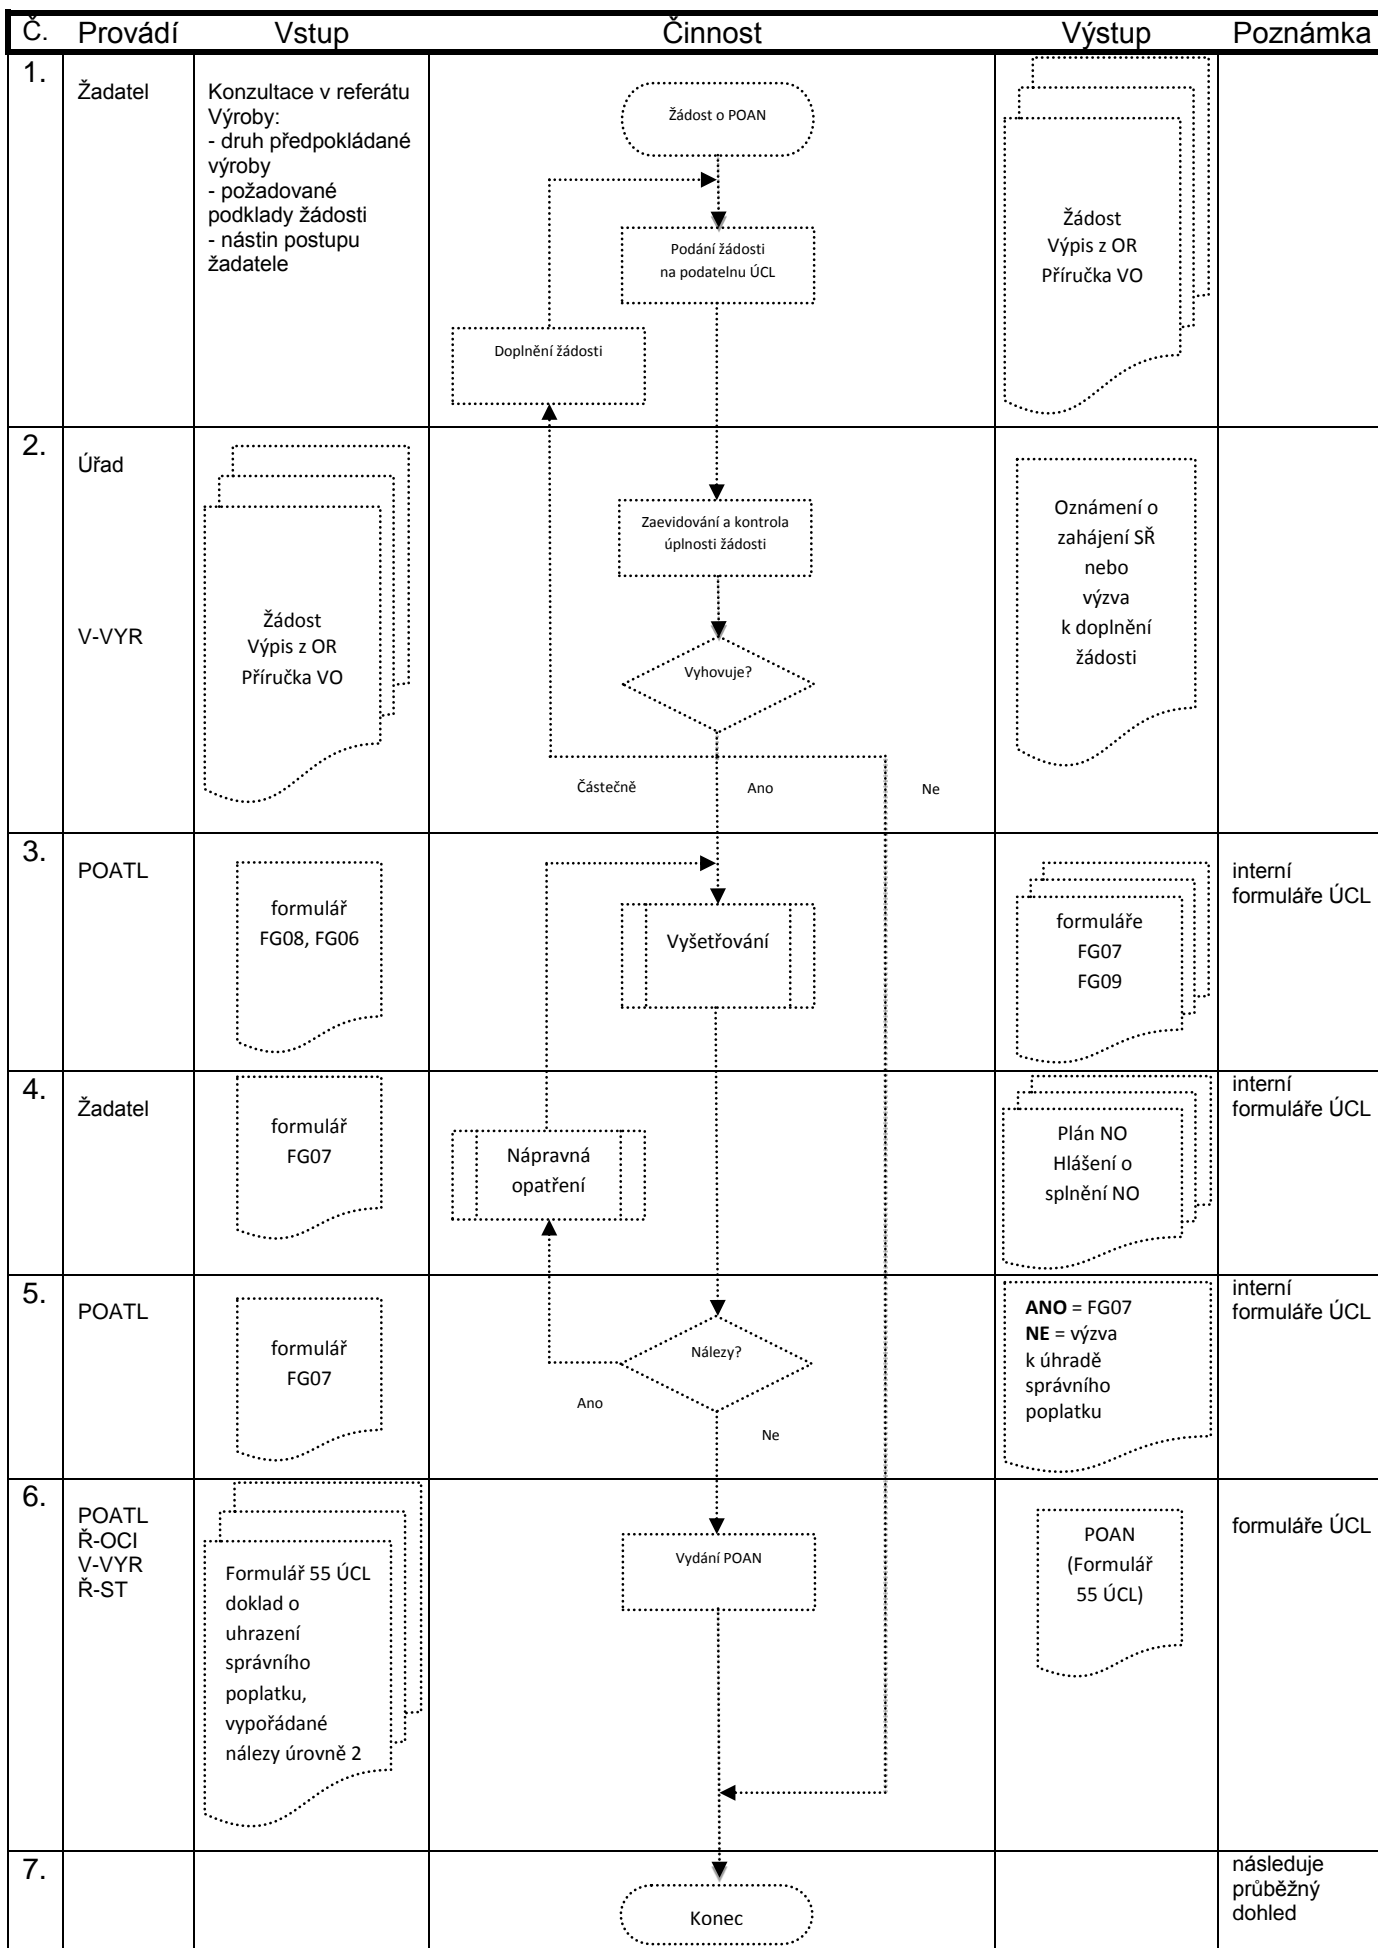 Č. Provádí Vstup Činnost Výstup Poznámka
1.
Žadatel
Konzultace v referátu
Výroby:
- druh předpokládané
výroby
- požadované
podklady žádosti
- nástin postupu
žadatele
Žádost o POAN
Podání žádosti
na podatelnu ÚCL
Doplnění žádosti
Žádost
Výpis z OR
Příručka VO
2.
Úřad
V-VYR
Žádost
Výpis z OR
Příručka VO
Zaevidování a kontrola
úplnosti žádosti
Vyhovuje?
Částečně
Ano
Ne
Oznámení o
zahájení SŘ
nebo
výzva
k doplnění
žádosti
3.
POATL
formulář
FG08, FG06
Vyšetřování
formuláře
FG07
FG09
interní
formuláře ÚCL
4.
Žadatel
formulář
FG07
Nápravná
opatření
Plán NO
Hlášení o
splnění NO
interní
formuláře ÚCL
5.
POATL
formulář
FG07
Nálezy?
Ano
Ne
ANO = FG07
NE = výzva
k úhradě
správního
poplatku
interní
formuláře ÚCL
6.
POATL
Ř-OCI
V-VYR
Ř-ST
Formulář 55 ÚCL
doklad o
uhrazení
správního
poplatku,
vypořádané
nálezy úrovně 2
Vydání POAN
POAN
(Formulář
55 ÚCL)
formuláře ÚCL
7.
Konec
následuje
průběžný
dohled